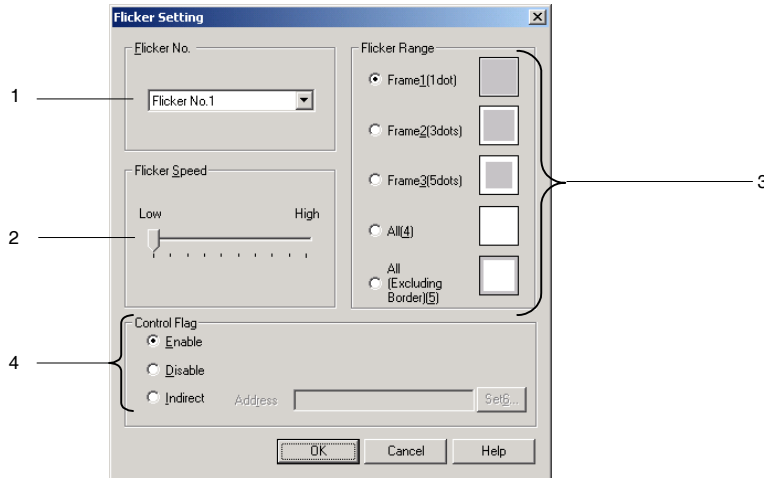 Flicker Setting
Flicker No.
Flicker No.1
1
Flicker Speed
Low High
2
Flicker Range
Frame1(1dot)
Frame2(3dots)
Frame3(5dots)
All(4)
All
(Excluding
Border)(5)
3
Control Flag
Enable
Disable
Indirect Address Set6...
4
OK Cancel Help